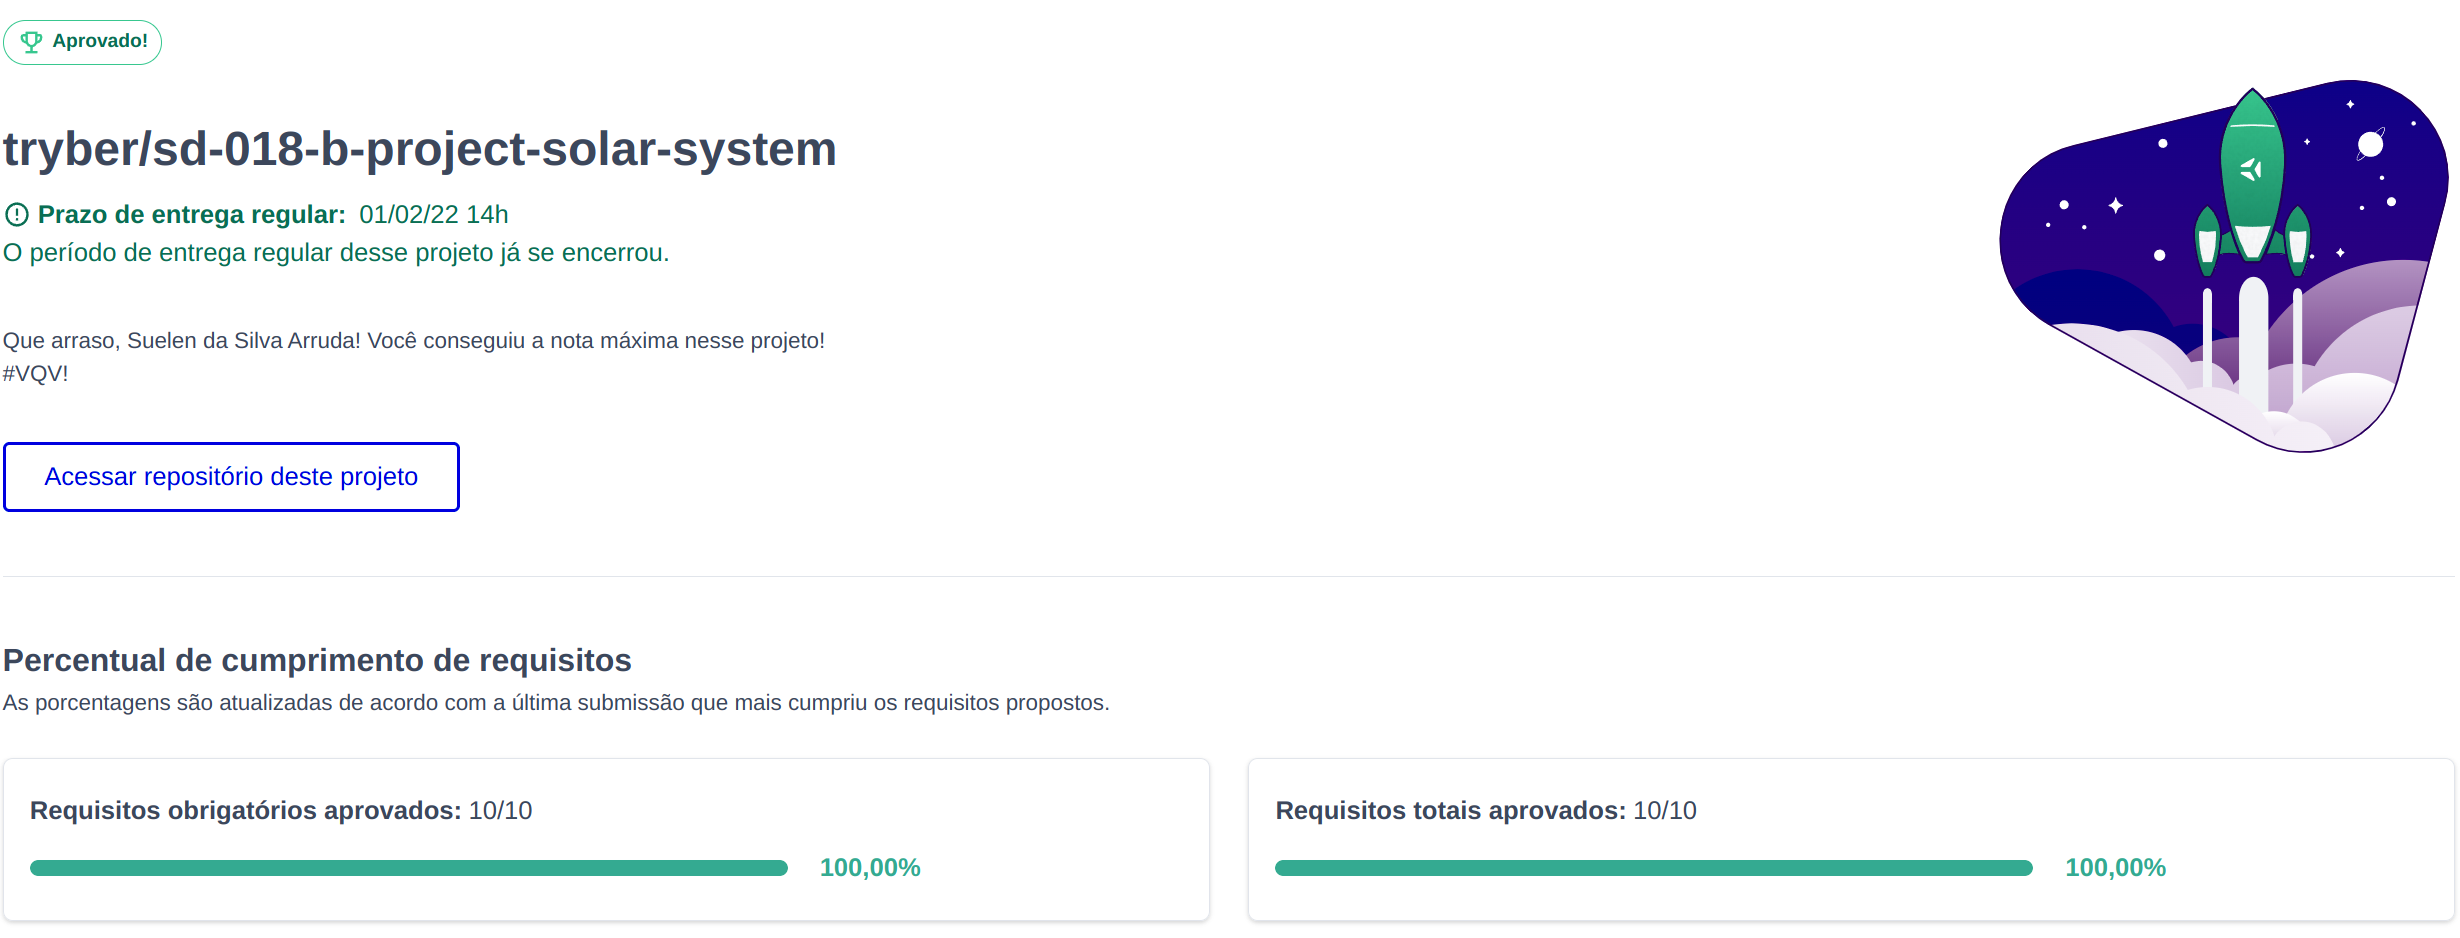 Aprovado!
tryber/sd-018-b-project-solar-system
Prazo de entrega regular: 01/02/22 14h
O período de entrega regular desse projeto já se encerrou.
Que arraso, Suelen da Silva Arruda! Você conseguiu a nota máxima nesse projeto!
#VQV!
Acessar repositório deste projeto
Percentual de cumprimento de requisitos
As porcentagens são atualizadas de acordo com a última submissão que mais cumpriu os requisitos propostos.
Requisitos obrigatórios aprovados: 10/10
100,00%
Requisitos totais aprovados: 10/10
100,00%